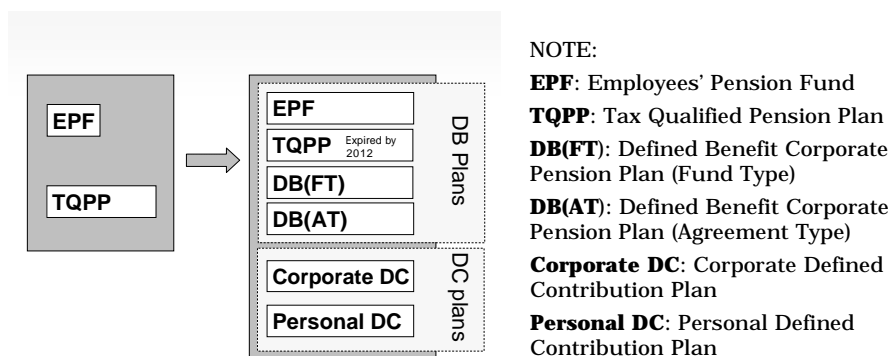 EPF
TQPP
EPF
TQPP Expired by
2012
DB(FT)
DB(AT)
DB Plans
Corporate DC
Personal DC
DC plans
NOTE:
EPF: Employees' Pension Fund
TQPP: Tax Qualified Pension Plan
DB(FT): Defined Benefit Corporate
Pension Plan (Fund Type)
DB(AT): Defined Benefit Corporate
Pension Plan (Agreement Type)
Corporate DC: Corporate Defined
Contribution Plan
Personal DC: Personal Defined
Contribution Plan